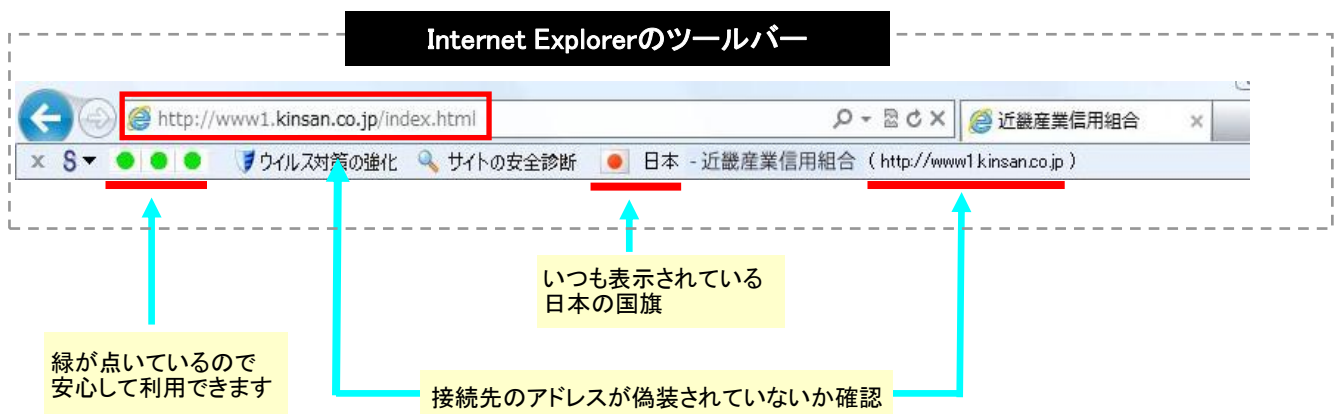 Internet Explorerのツールバー
http://www1.kinsan.co.jp/index.html
近畿産業信用組合
x S ウイルス対策の強化 サイトの安全診断 日本 - 近畿産業信用組合 ( http://www1.kinsan.co.jp )
いつも表示されている
日本の国旗
緑が点いているので
安心して利用できます
接続先のアドレスが偽装されていないか確認